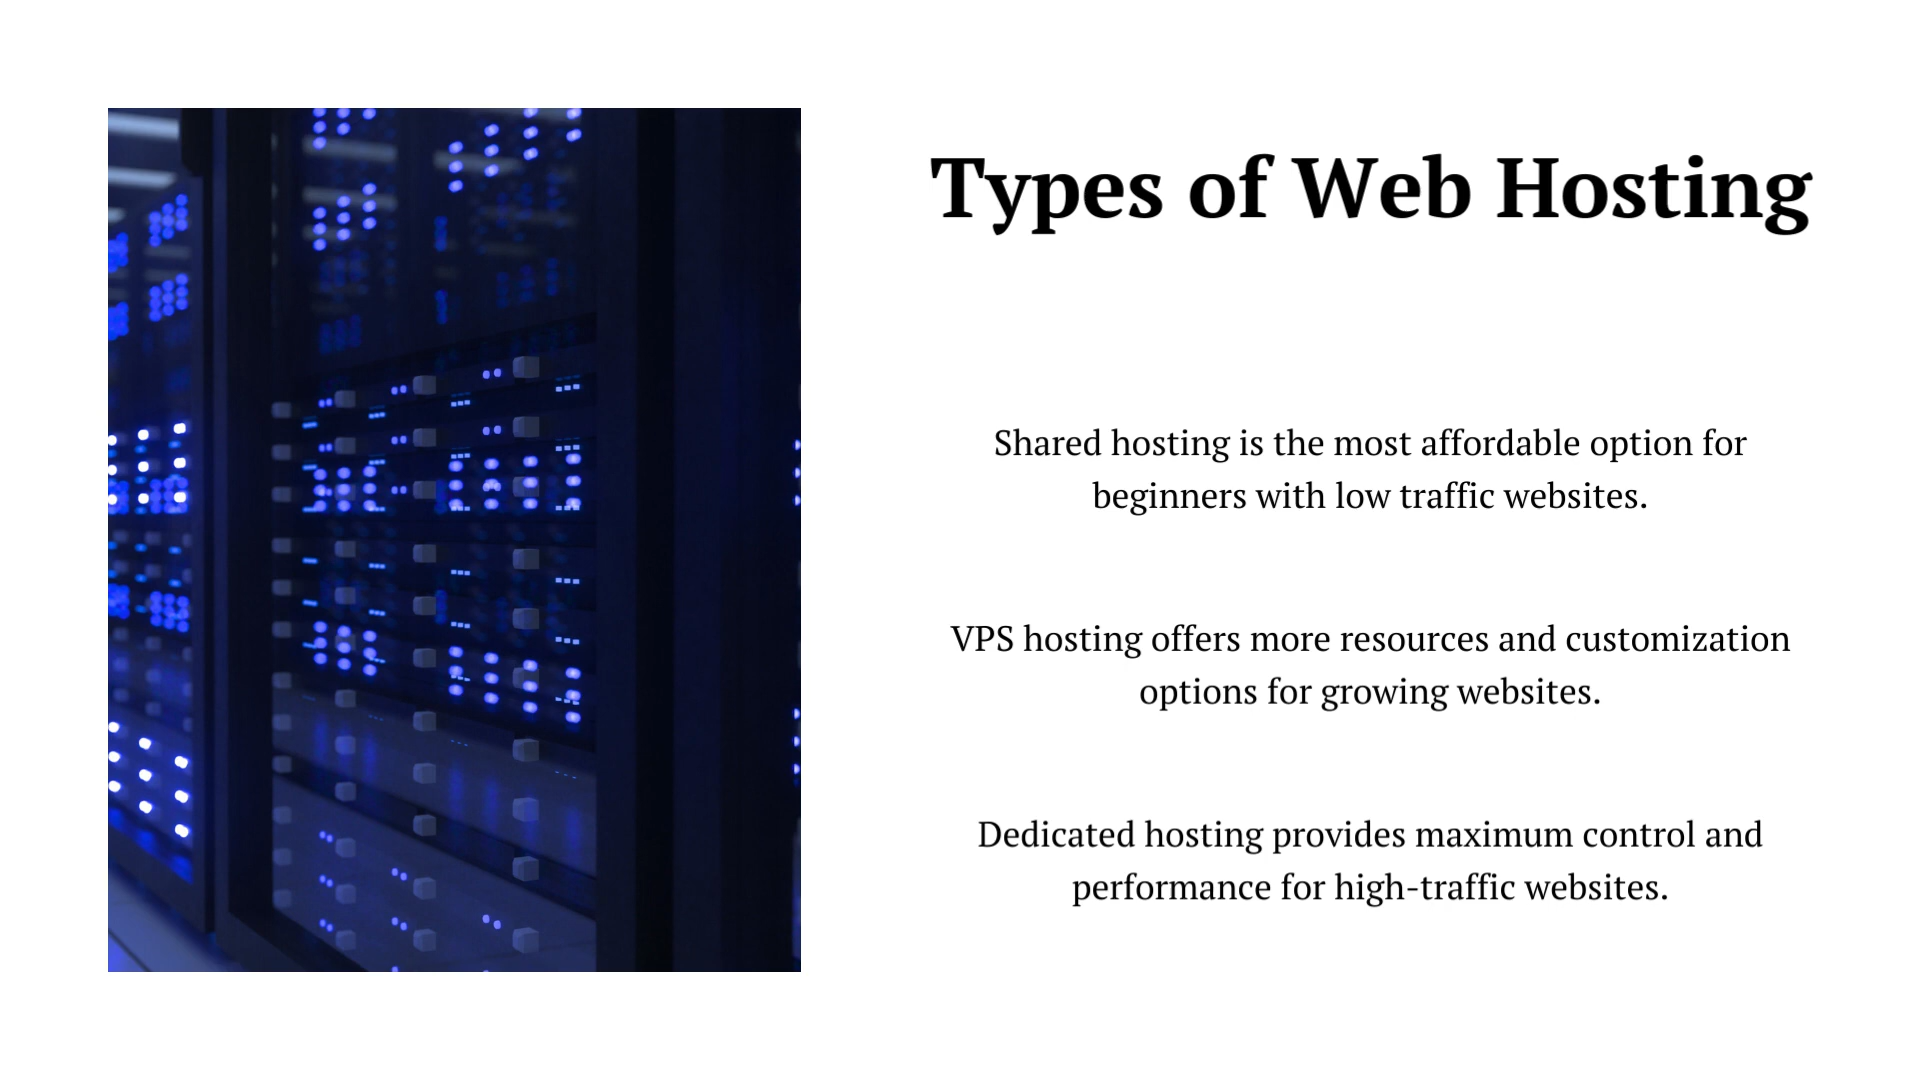 Types of Web Hosting
Shared hosting is the most affordable option for
beginners with low traffic websites.
VPS hosting offers more resources and customization
options for growing websites.
Dedicated hosting provides maximum control and
performance for high-traffic websites.